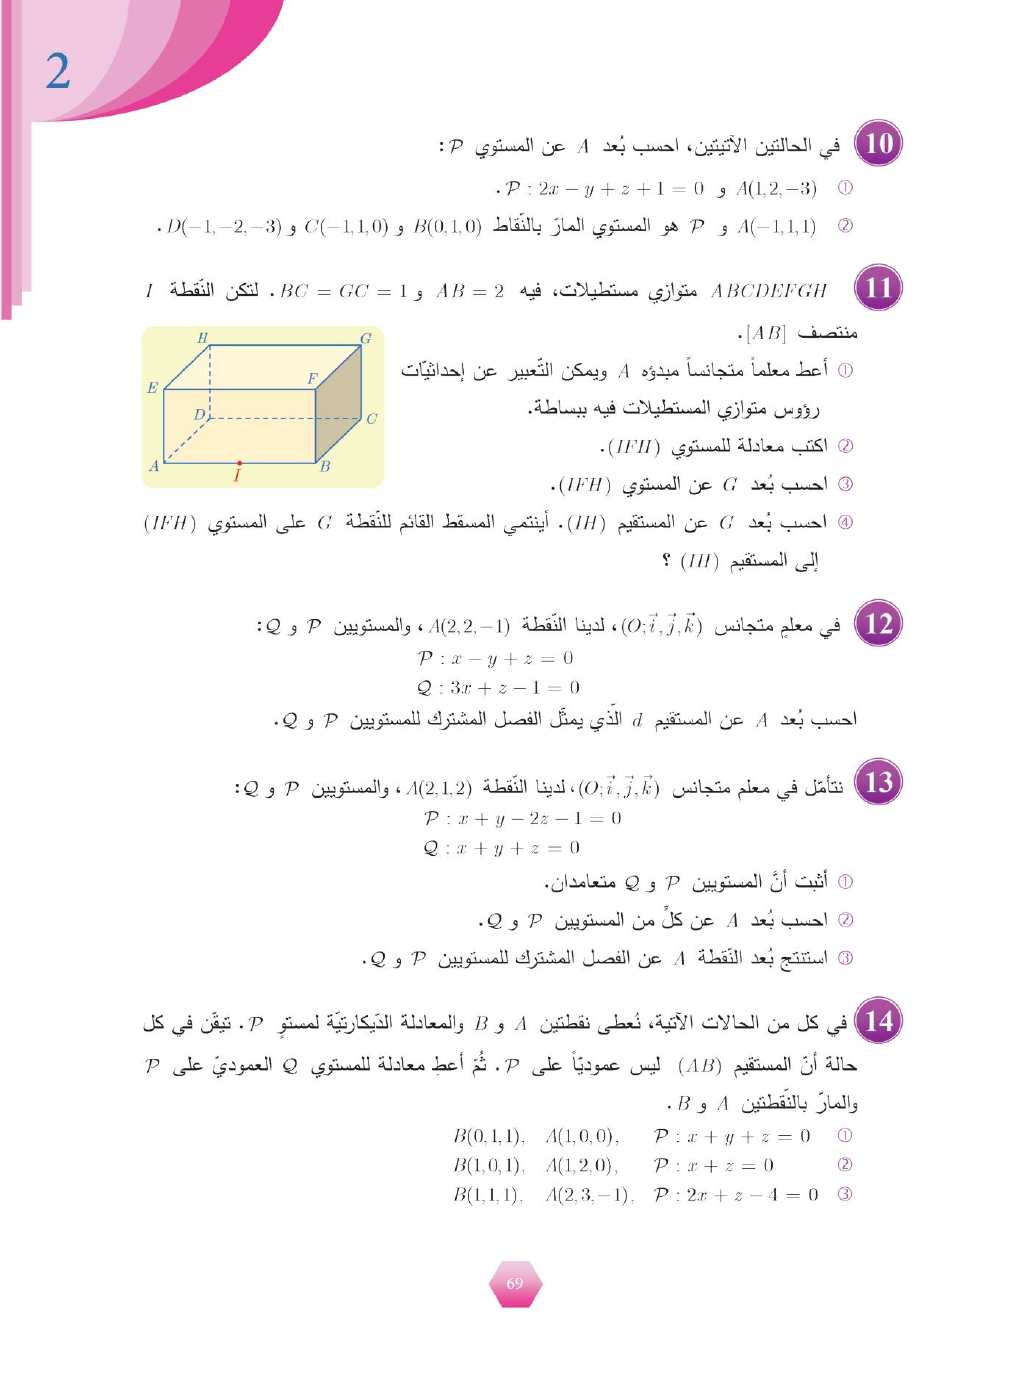 2
10 في الحالتين الآتيتين، احسب بُعد A عن المستوي P:
① A(1,2,−3) و P : 2x − y + z + 1 = 0 .
② A(−1,1,1) و P هو المستوي المارّ بالنّقاط B(0,1,0) و C(−1,1,0) و D(−1,−2,−3).
11 ABCDEFGH متوازي مستطيلات، فيه AB = 2 و BC = GC = 1. لتكن النّقطة I
منتصف [AB].
① أعط معلماً متجانساً مبدؤه A ويمكن التّعبير عن إحداثيّات
رؤوس متوازي المستطيلات فيه ببساطة.
② اكتب معادلة للمستوي (IFH).
③ احسب بُعد G عن المستوي (IFH).
④ احسب بُعد G عن المستقيم (IH). أينتمي المسقط القائم للنّقطة G على المستوي (IFH)
إلى المستقيم (IH) ؟
H
G
E
F
D
C
A
B
I
12 في معلمٍ متجانس (O; i⃗, j⃗, k⃗)، لدينا النّقطة A(2,2,−1)، والمستويين P و Q:
P : x − y + z = 0
Q : 3x + z − 1 = 0
احسب بُعد A عن المستقيم d الّذي يمثّل الفصل المشترك للمستويين P و Q.
13 نتأمّل في معلم متجانس (O; i⃗, j⃗, k⃗)، لدينا النّقطة A(2,1,2)، والمستويين P و Q:
P : x + y − 2z − 1 = 0
Q : x + y + z = 0
① أثبت أنَّ المستويين P و Q متعامدان.
② احسب بُعد A عن كلٍّ من المستويين P و Q.
③ استنتج بُعد النّقطة A عن الفصل المشترك للمستويين P و Q.
14 في كل من الحالات الآتية، نُعطى نقطتين A و B والمعادلة الدّيكارتيّة لمستوٍ P. تيقّن في كل
حالة أنّ المستقيم (AB) ليس عموديّاً على P. ثُمّ أعطِ معادلة للمستوي Q العموديّ على P
والمارّ بالنّقطتين A و B.
① P : x + y + z = 0 A(1,0,0), B(0,1,1),
② P : x + z = 0 A(1,2,0), B(1,0,1),
③ P : 2x + z − 4 = 0 A(2,3,−1), B(1,1,1),
69